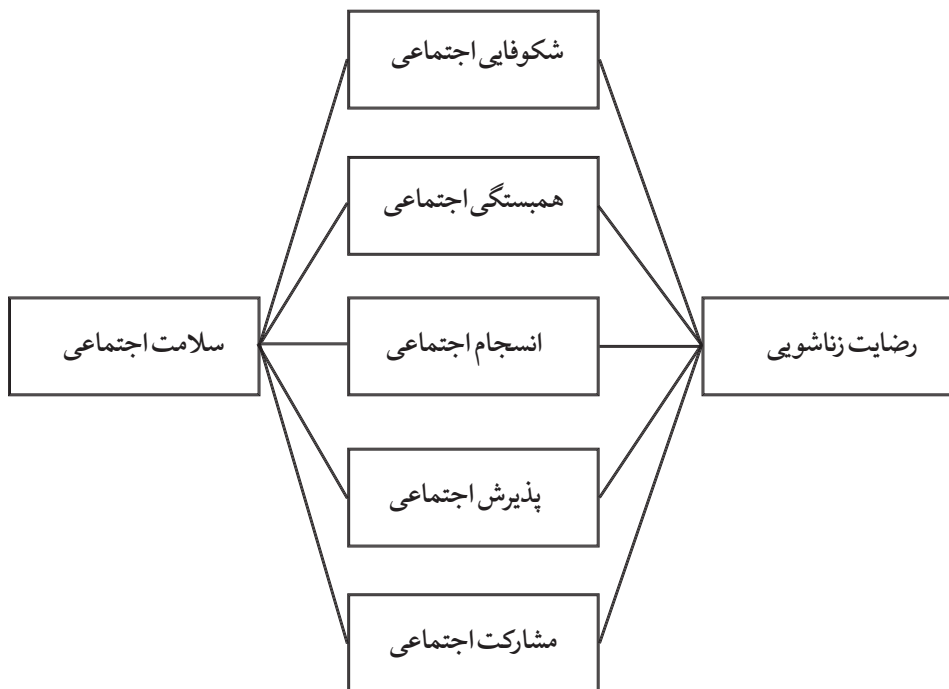 شکوفایی اجتماعی
همبستگی اجتماعی
رضایت زناشویی
انسجام اجتماعی
سلامت اجتماعی
پذیرش اجتماعی
مشارکت اجتماعی